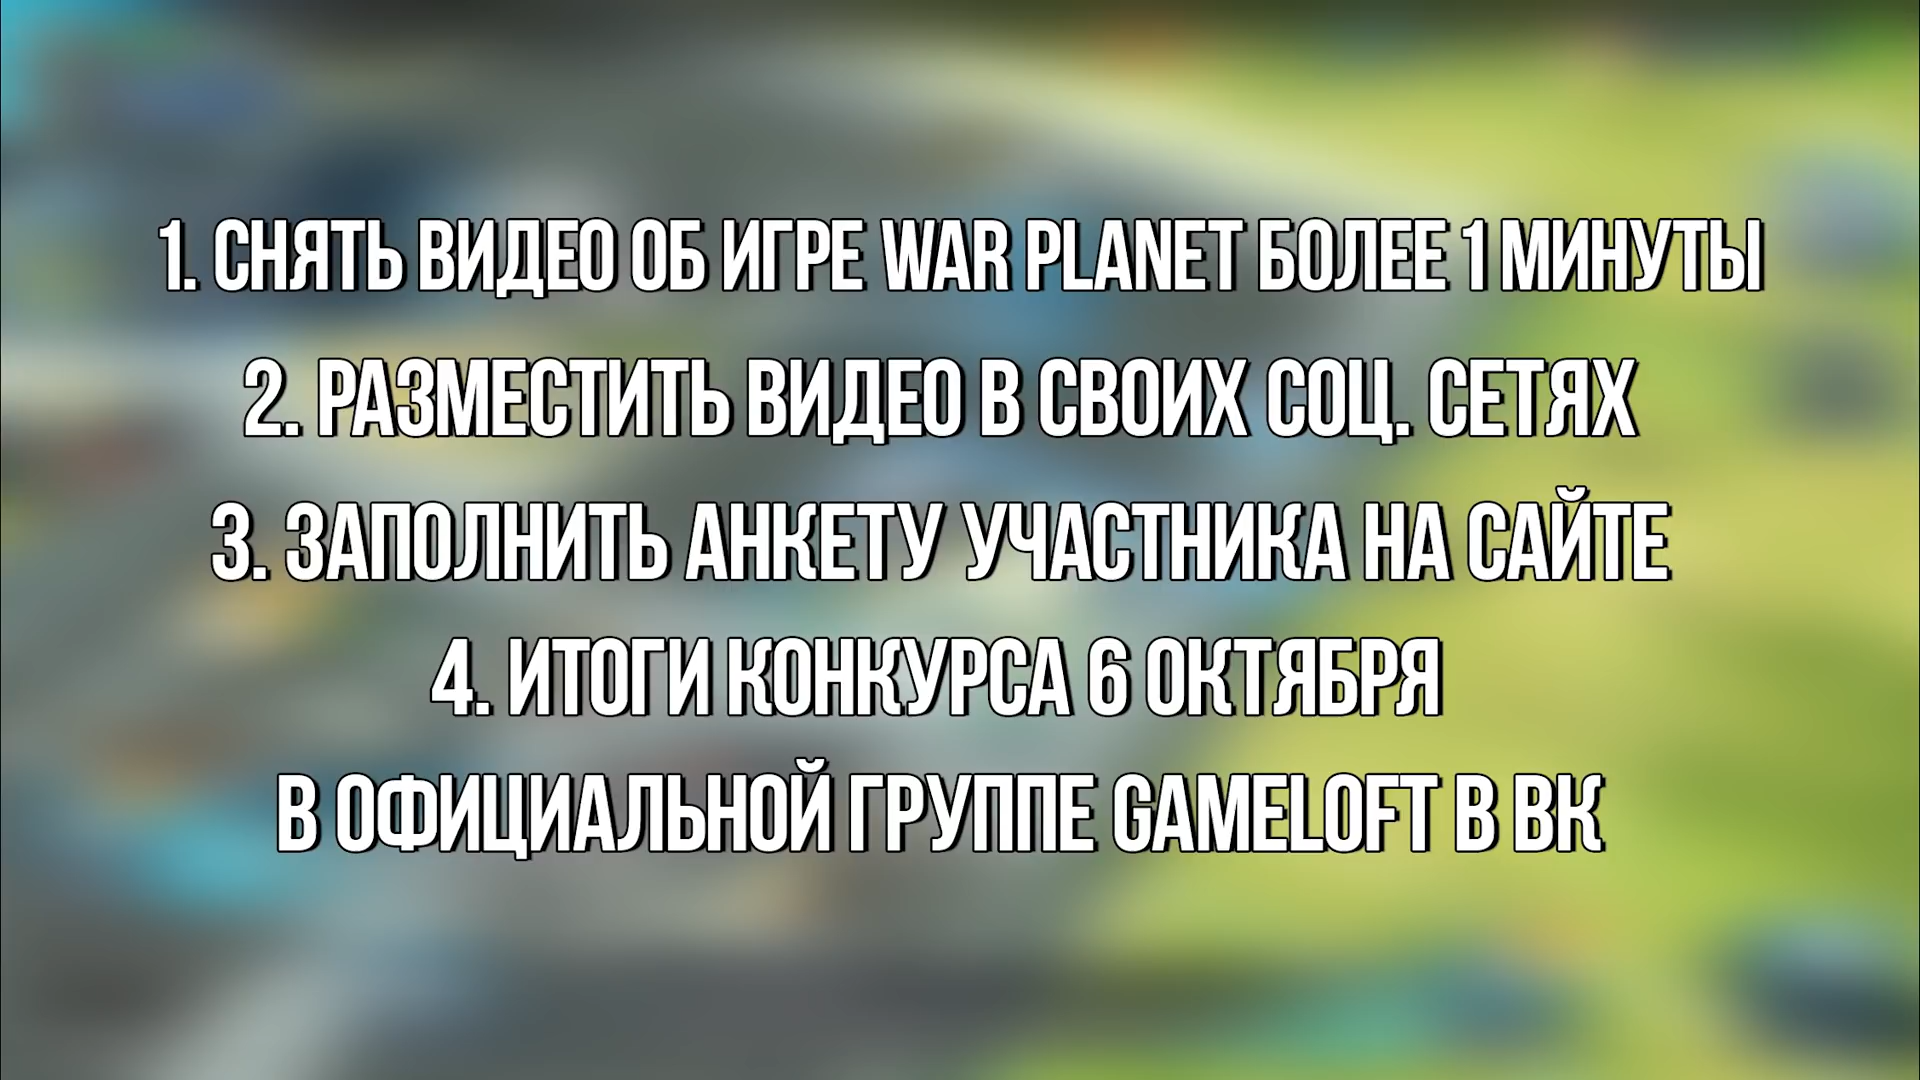 1. СНЯТЬ ВИДЕО ОБ ИГРЕ WAR PLANET БОЛЕЕ 1 МИНУТЫ
2. РАЗМЕСТИТЬ ВИДЕО В СВОИХ СОЦ. СЕТЯХ
3. ЗАПОЛНИТЬ АНКЕТУ УЧАСТНИКА НА САЙТЕ
4. ИТОГИ КОНКУРСА 6 ОКТЯБРЯ
В ОФИЦИАЛЬНОЙ ГРУППЕ GAMELOFT В ВК